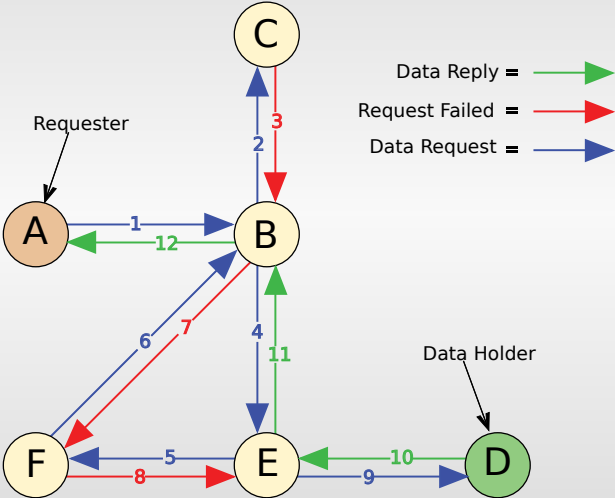 C
Data Reply =
Request Failed =
Data Request =
3
2
Requester
A
1
12
B
6
7
4
11
Data Holder
F
5
8
E
10
9
D